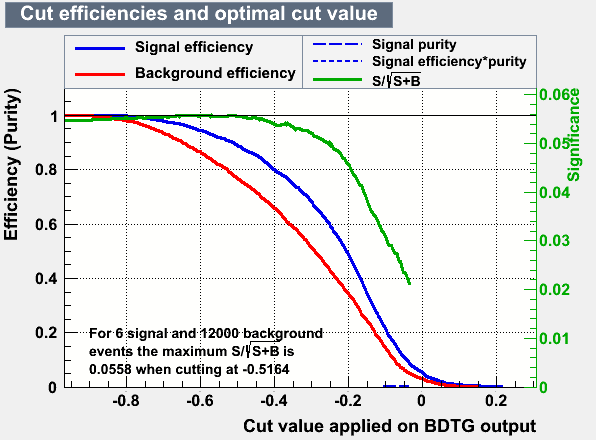 Cut efficiencies and optimal cut value
Signal efficiency
Background efficiency
Signal purity
Signal efficiency*purity
S/√S+B
Efficiency (Purity)
1
0.8
0.6
0.4
0.2
0
0.06
0.05
0.04
0.03
0.02
0.01
0
Significance
For 6 signal and 12000 background
events the maximum S/√S+B is
0.0558 when cutting at -0.5164
-0.8 -0.6 -0.4 -0.2 0 0.2
Cut value applied on BDTG output